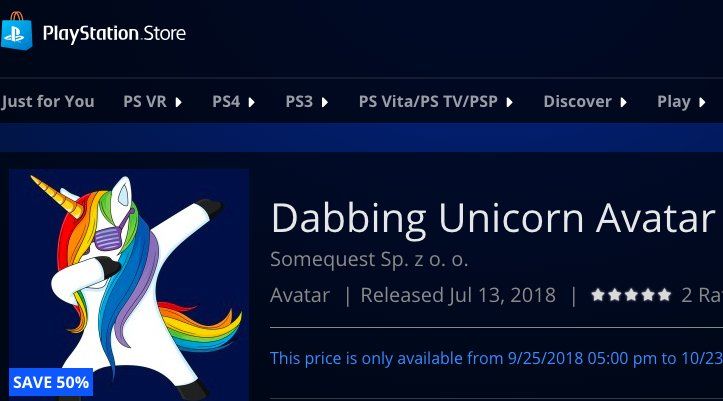 PlayStation.Store
Just for You PS VR PS4 PS3 PS Vita/PS TV/PSP Discover Play
Dabbing Unicorn Avatar
Somequest Sp. z o. o.
Avatar | Released Jul 13, 2018 | 2 Ra
This price is only available from 9/25/2018 05:00 pm to 10/23
SAVE 50%